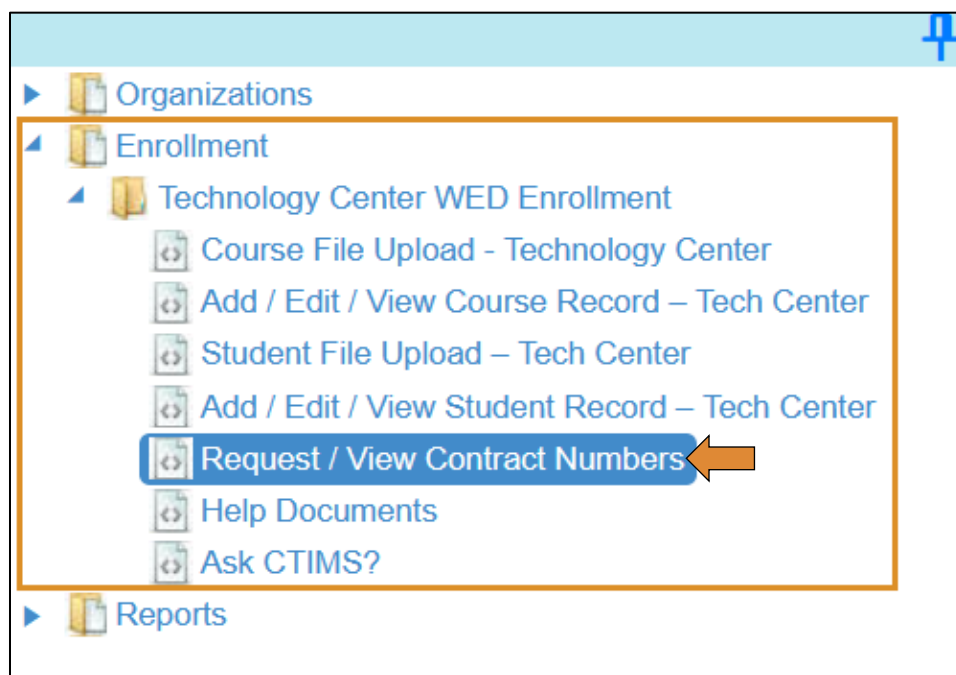 Organizations
Enrollment
Technology Center WED Enrollment
Course File Upload - Technology Center
Add / Edit / View Course Record – Tech Center
Student File Upload – Tech Center
Add / Edit / View Student Record – Tech Center
Request / View Contract Numbers
Help Documents
Ask CTIMS?
Reports